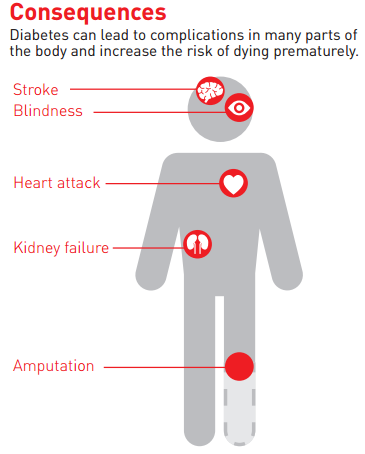 Consequences
Diabetes can lead to complications in many parts of
the body and increase the risk of dying prematurely.
Stroke
Blindness
Heart attack
Kidney failure
Amputation